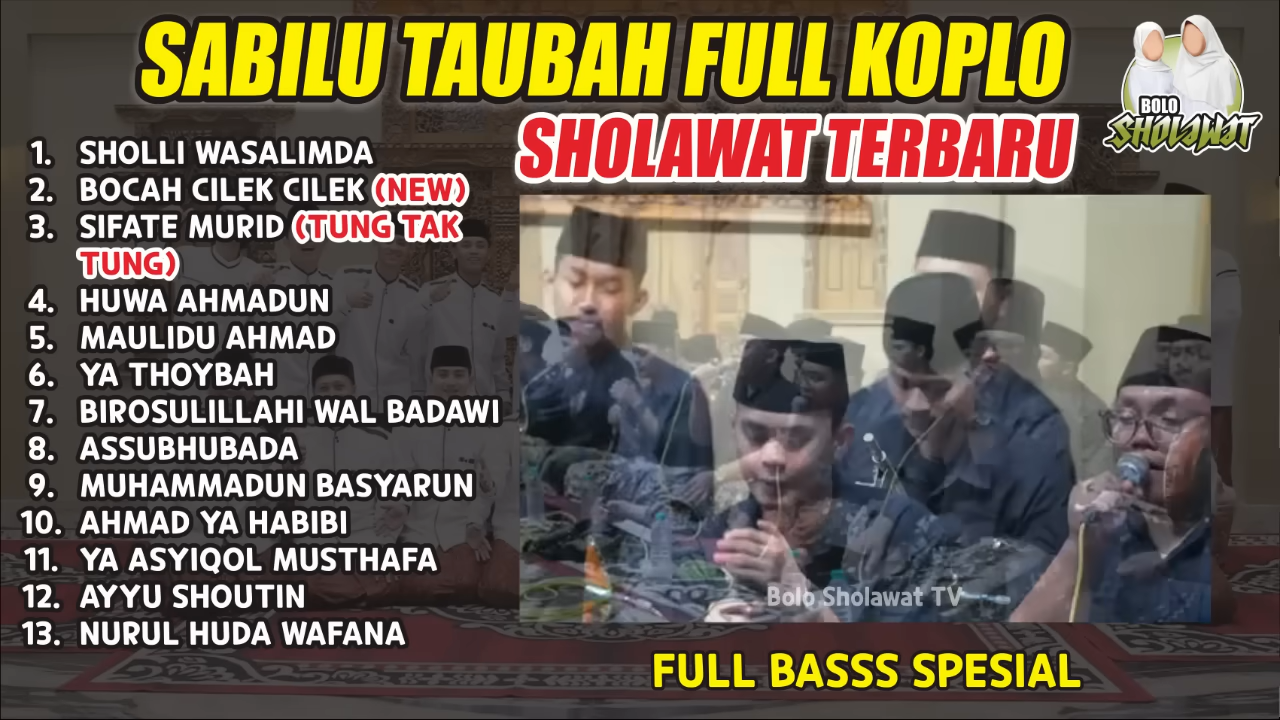 SABILU TAUBAH FULL KOPLO
SHOLAWAT TERBARU
BOLO
SHOLAWAT
1. SHOLLI WASALIMDA
2. BOCAH CILEK CILEK (NEW)
3. SIFATE MURID (TUNG TAK
TUNG)
4. HUWA AHMADUN
5. MAULIDU AHMAD
6. YA THOYBAH
7. BIROSULILLAHI WAL BADAWI
8. ASSUBHUBADA
9. MUHAMMADUN BASYARUN
10. AHMAD YA HABIBI
11. YA ASYIQOL MUSTHAFA
12. AYYU SHOUTIN
13. NURUL HUDA WAFANA
Bolo Sholawat TV
FULL BASSS SPESIAL